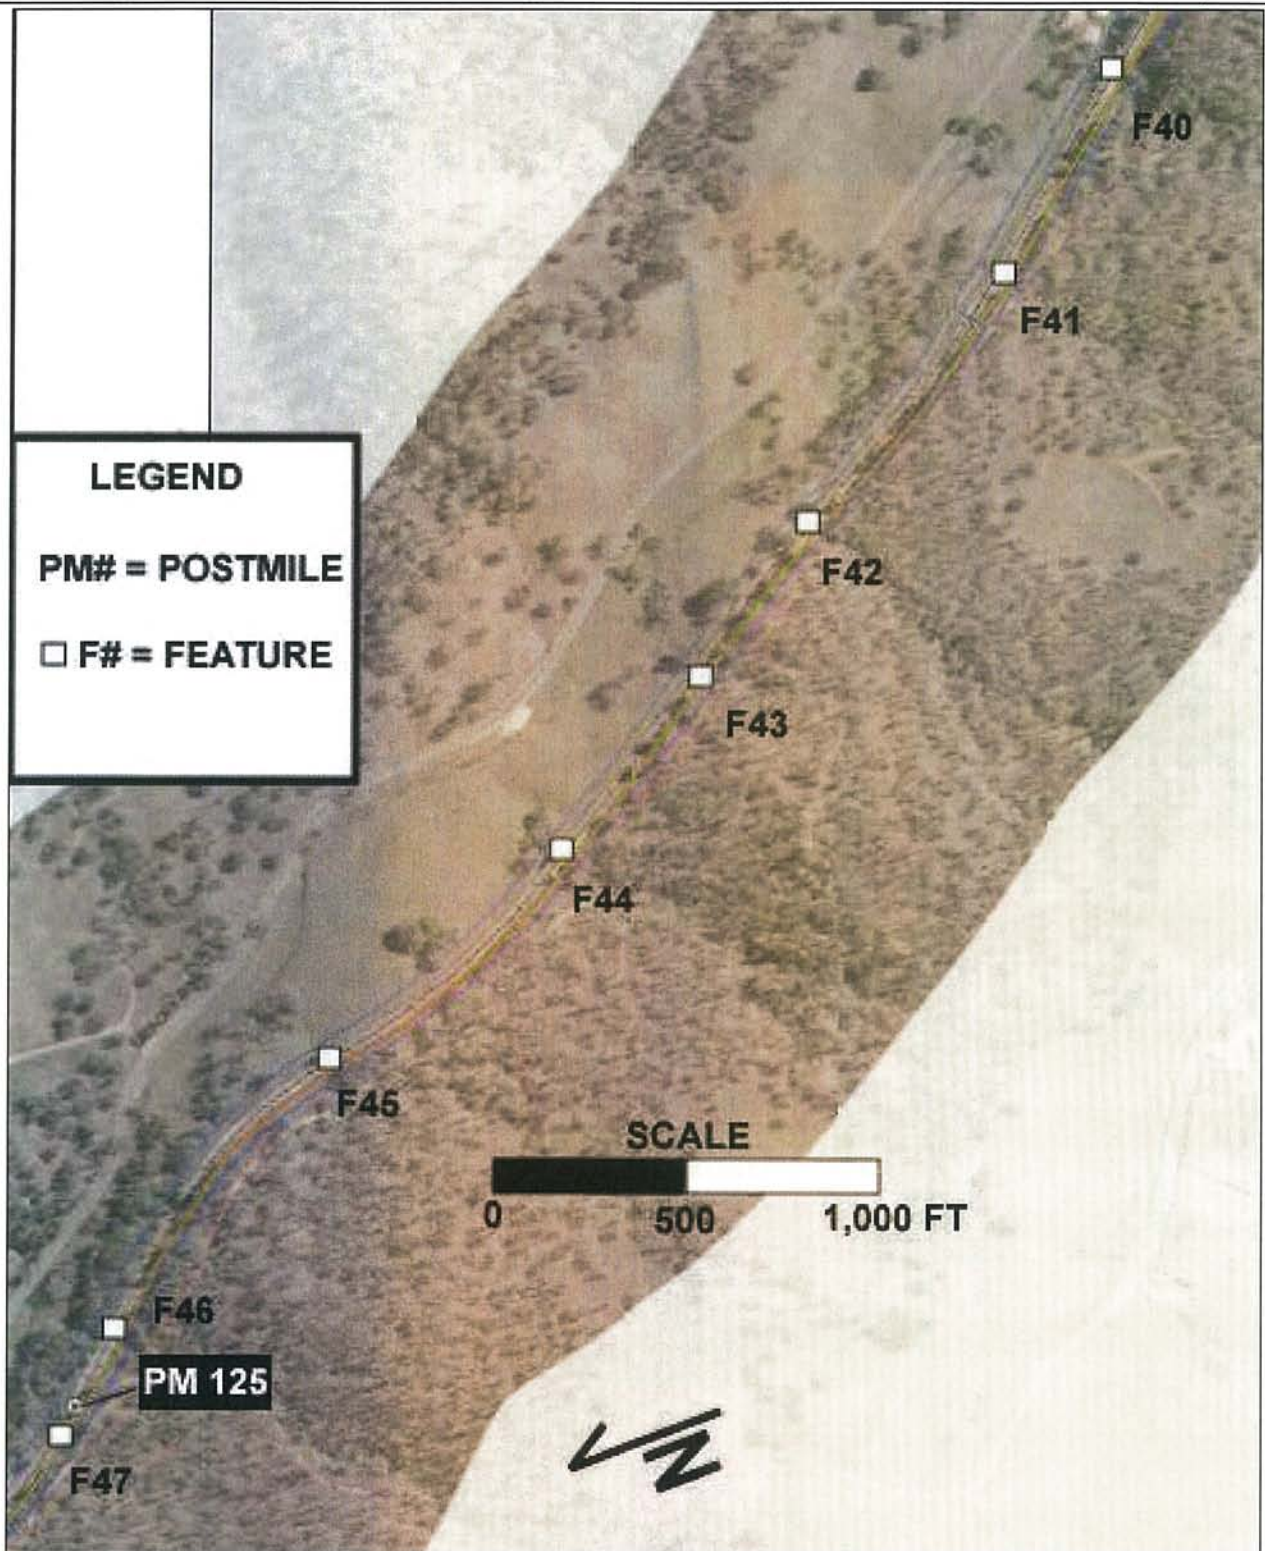 F40
F41
LEGEND
PM# = POSTMILE
F# = FEATURE
F42
F43
F44
F45
SCALE
0 500 1,000 FT
F46
PM 125
F47
N